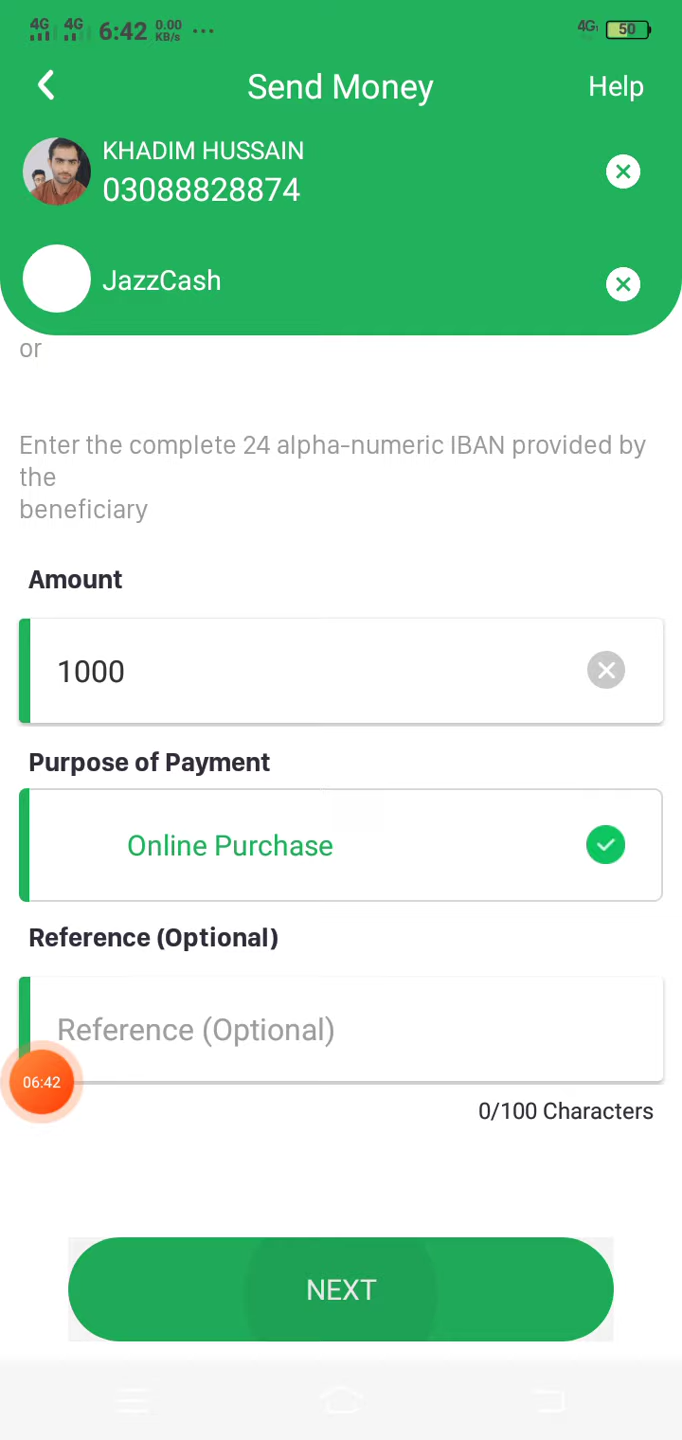 4G 4G 6:42 0.00 KB/s ... 4G 50
Send Money Help
KHADIM HUSSAIN
03088828874
JazzCash
or
Enter the complete 24 alpha-numeric IBAN provided by
the
beneficiary
Amount
1000
Purpose of Payment
Online Purchase
Reference (Optional)
Reference (Optional)
06:42
0/100 Characters
NEXT